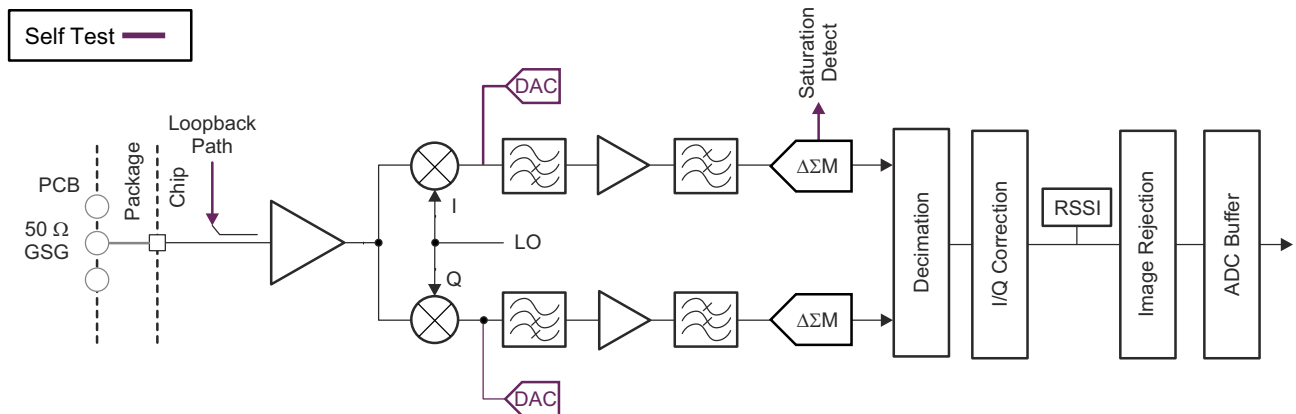 Self Test
Loopback
Path
PCB
50 Ω
GSG
Package
Chip
DAC
Saturation
Detect
I
LO
Q
ΔΣM
ΔΣM
DAC
Decimation
I/Q Correction
RSSI
Image Rejection
ADC Buffer